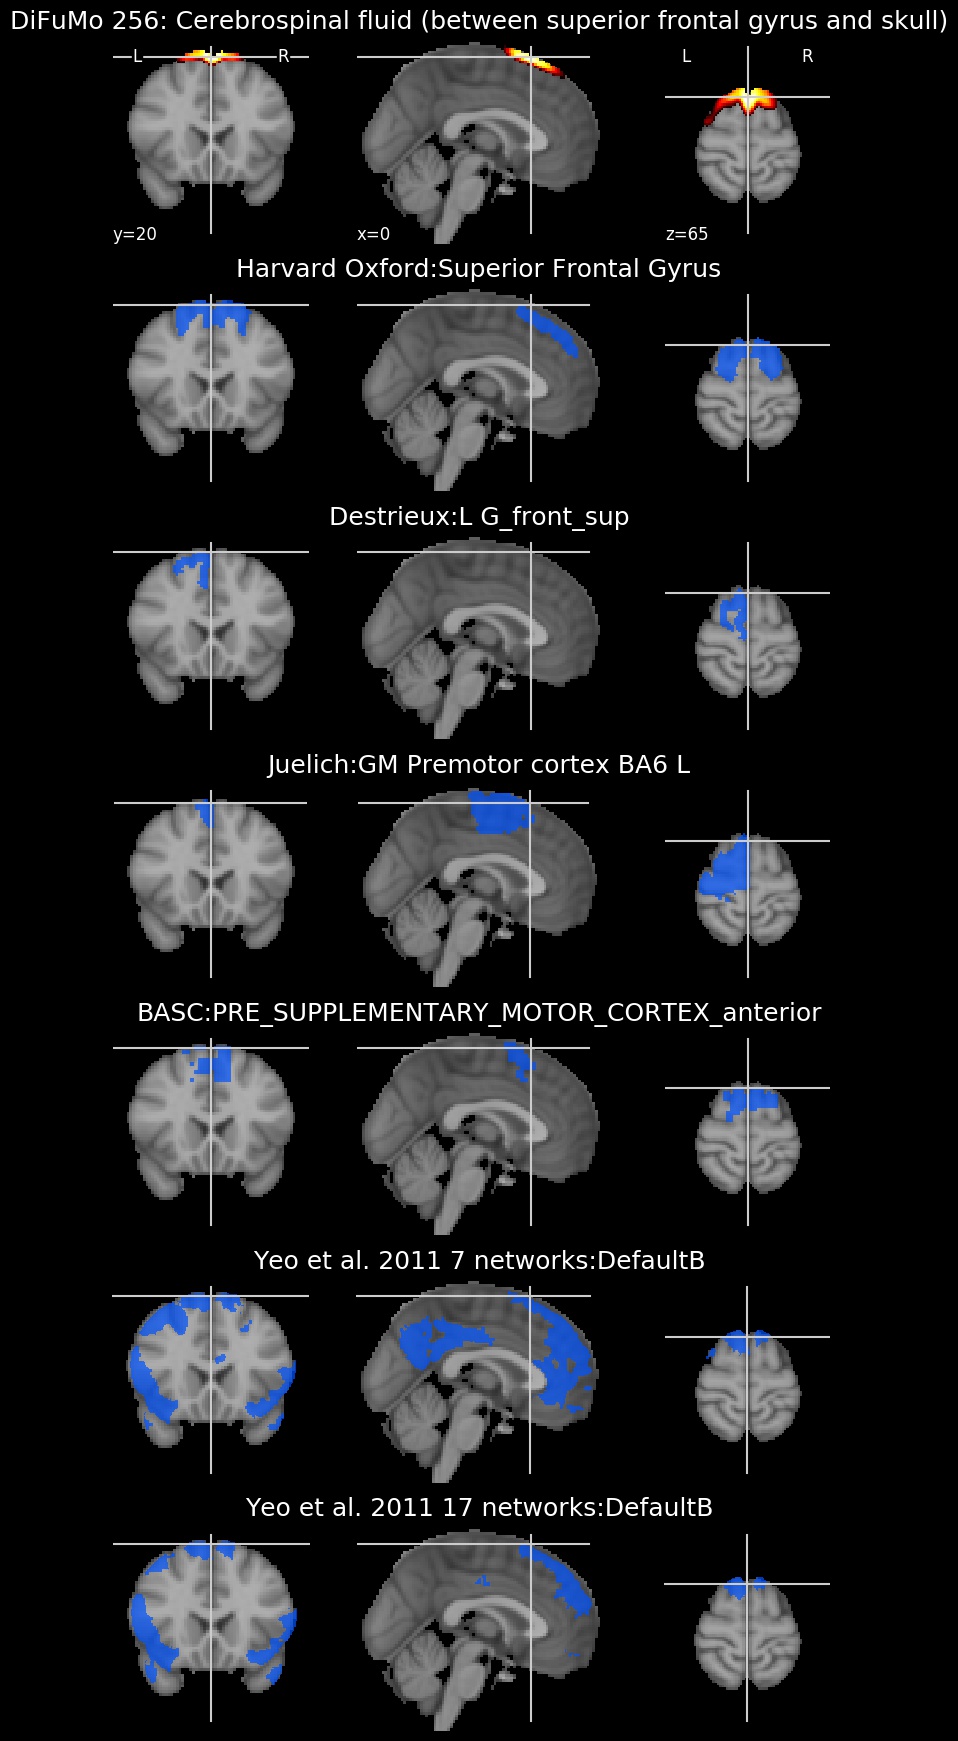 DiFuMo 256: Cerebrospinal fluid (between superior frontal gyrus and skull)
L R L R
y=20 x=0 z=65
Harvard Oxford:Superior Frontal Gyrus
Destrieux:L G_front_sup
Juelich:GM Premotor cortex BA6 L
BASC:PRE_SUPPLEMENTARY_MOTOR_CORTEX_anterior
Yeo et al. 2011 7 networks:DefaultB
Yeo et al. 2011 17 networks:DefaultB